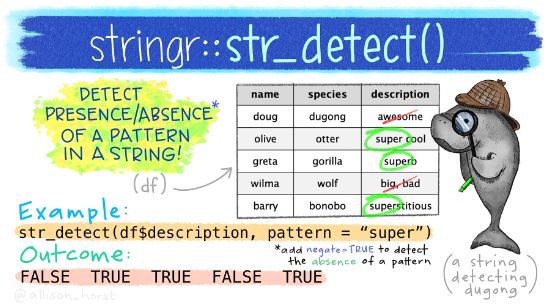 stringr::str_detect()
DETECT
PRESENCE/ABSENCE*
OF A PATTERN
IN A STRING!
(df)
name species description
doug dugong awesome
olive otter super cool
greta gorilla superb
wilma wolf big, bad
barry bonobo superstitious
Example:
str_detect(df$description, pattern = “super”)
*add negate=TRUE to detect
the absence of a pattern
Outcome:
FALSE TRUE TRUE FALSE TRUE
(a string
detecting
dugong)
@allison_horst